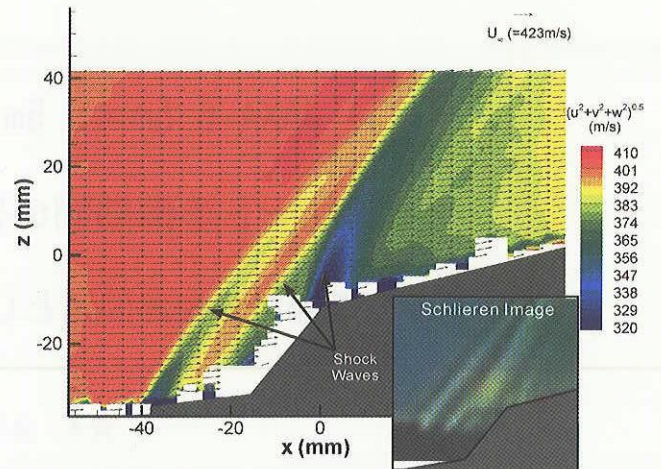 U∞ (=423m/s)
40
20
0
-20
z (mm)
(u²+v²+w²)⁰·⁵
(m/s)
410
401
392
383
374
365
356
347
338
329
320
Shock
Waves
Schlieren Image
-40
-20
0
x (mm)